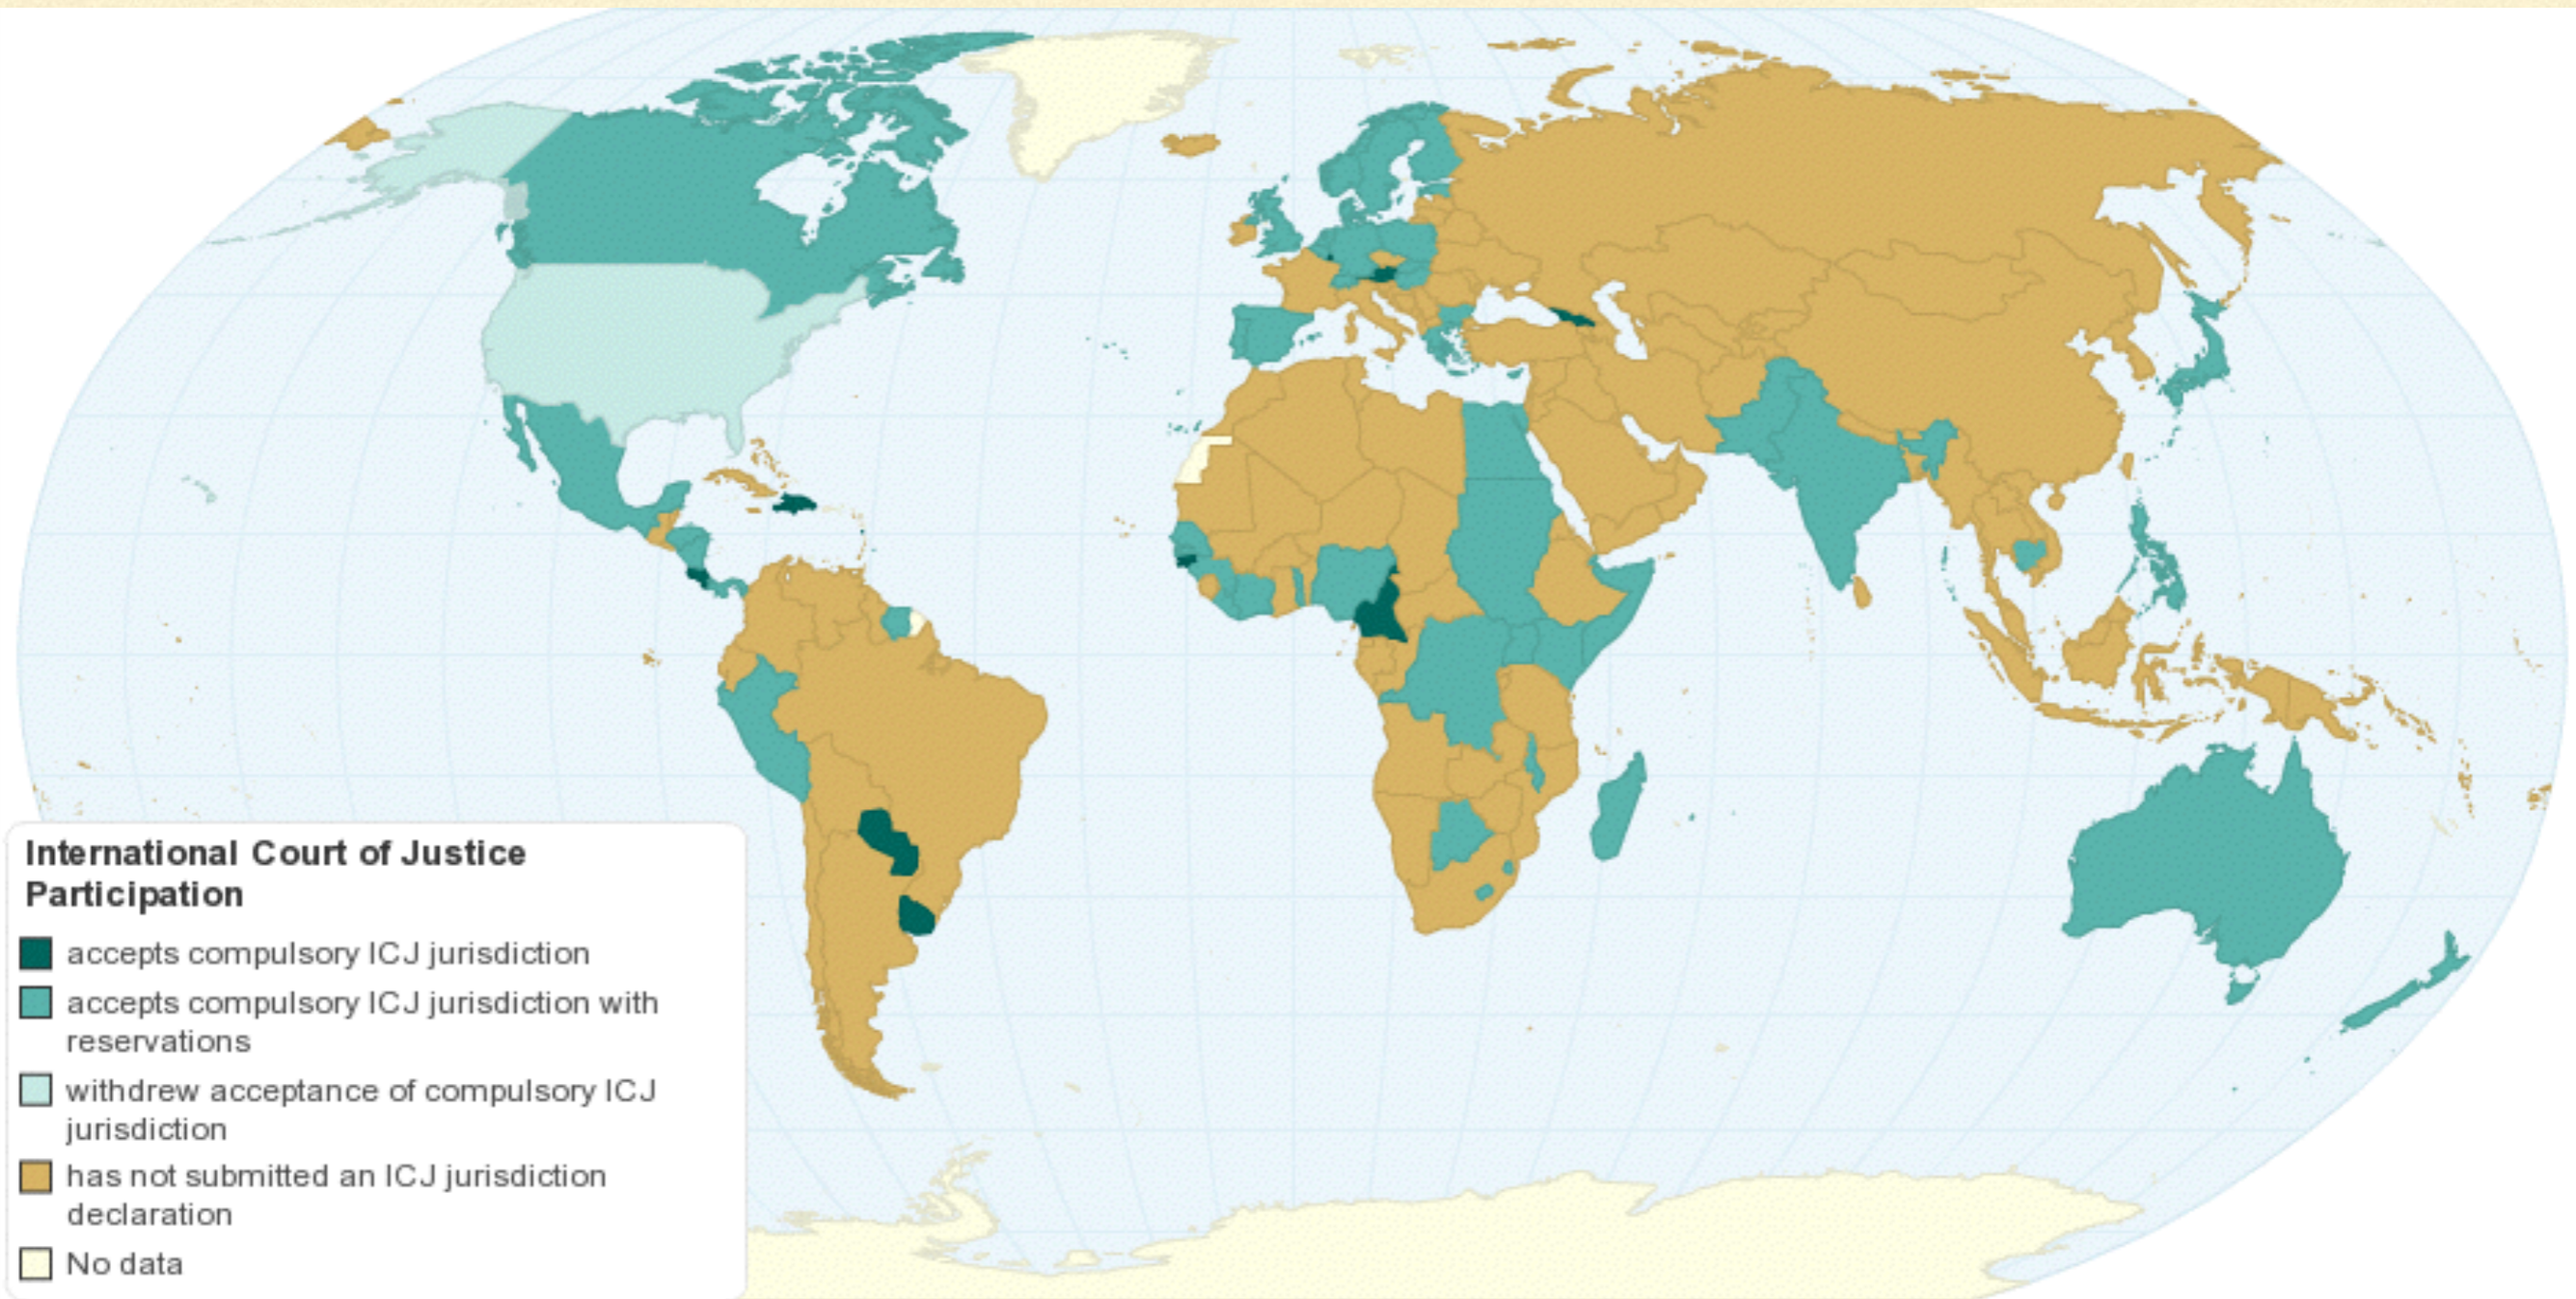 International Court of Justice
Participation
accepts compulsory ICJ jurisdiction
accepts compulsory ICJ jurisdiction with
reservations
withdrew acceptance of compulsory ICJ
jurisdiction
has not submitted an ICJ jurisdiction
declaration
No data